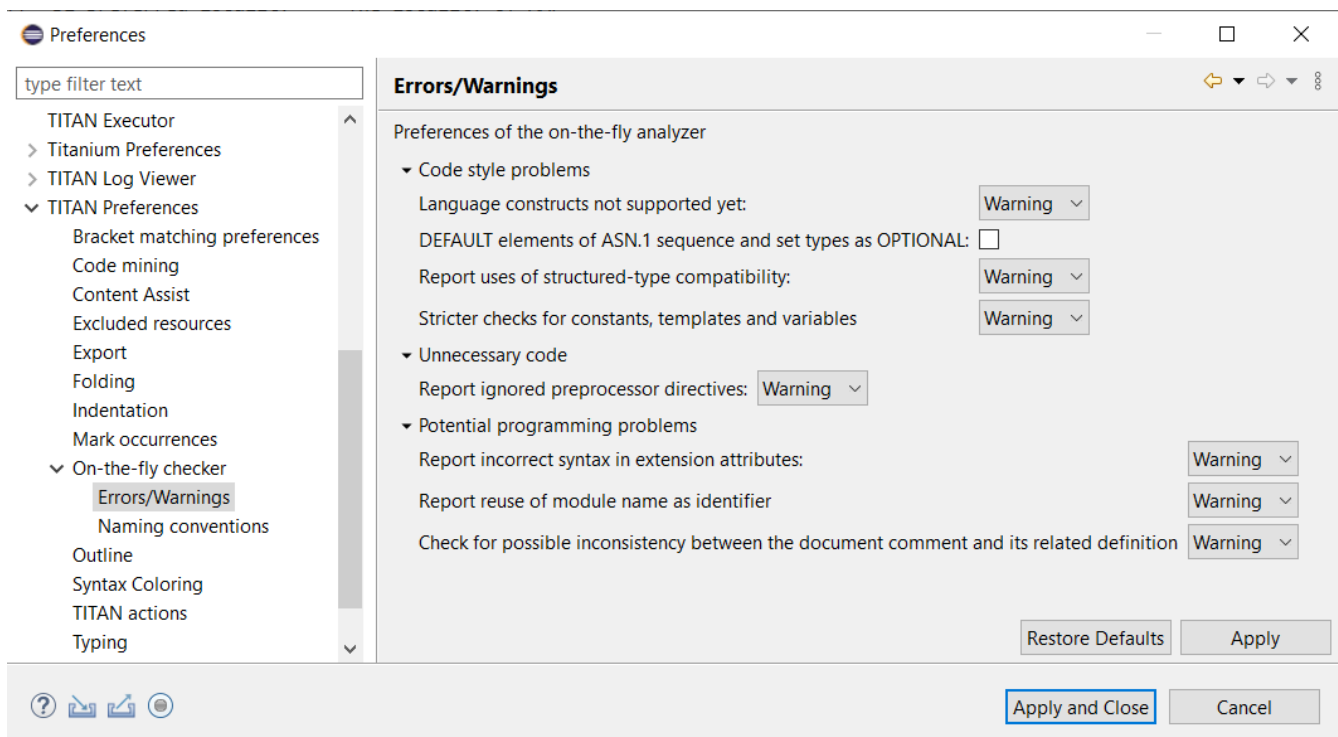 Preferences
type filter text
TITAN Executor
Titanium Preferences
TITAN Log Viewer
TITAN Preferences
Bracket matching preferences
Code mining
Content Assist
Excluded resources
Export
Folding
Indentation
Mark occurrences
On-the-fly checker
Errors/Warnings
Naming conventions
Outline
Syntax Coloring
TITAN actions
Typing
Errors/Warnings
Preferences of the on-the-fly analyzer
Code style problems
Language constructs not supported yet: Warning
DEFAULT elements of ASN.1 sequence and set types as OPTIONAL:
Report uses of structured-type compatibility: Warning
Stricter checks for constants, templates and variables Warning
Unnecessary code
Report ignored preprocessor directives: Warning
Potential programming problems
Report incorrect syntax in extension attributes: Warning
Report reuse of module name as identifier Warning
Check for possible inconsistency between the document comment and its related definition Warning
Restore Defaults Apply
Apply and Close Cancel